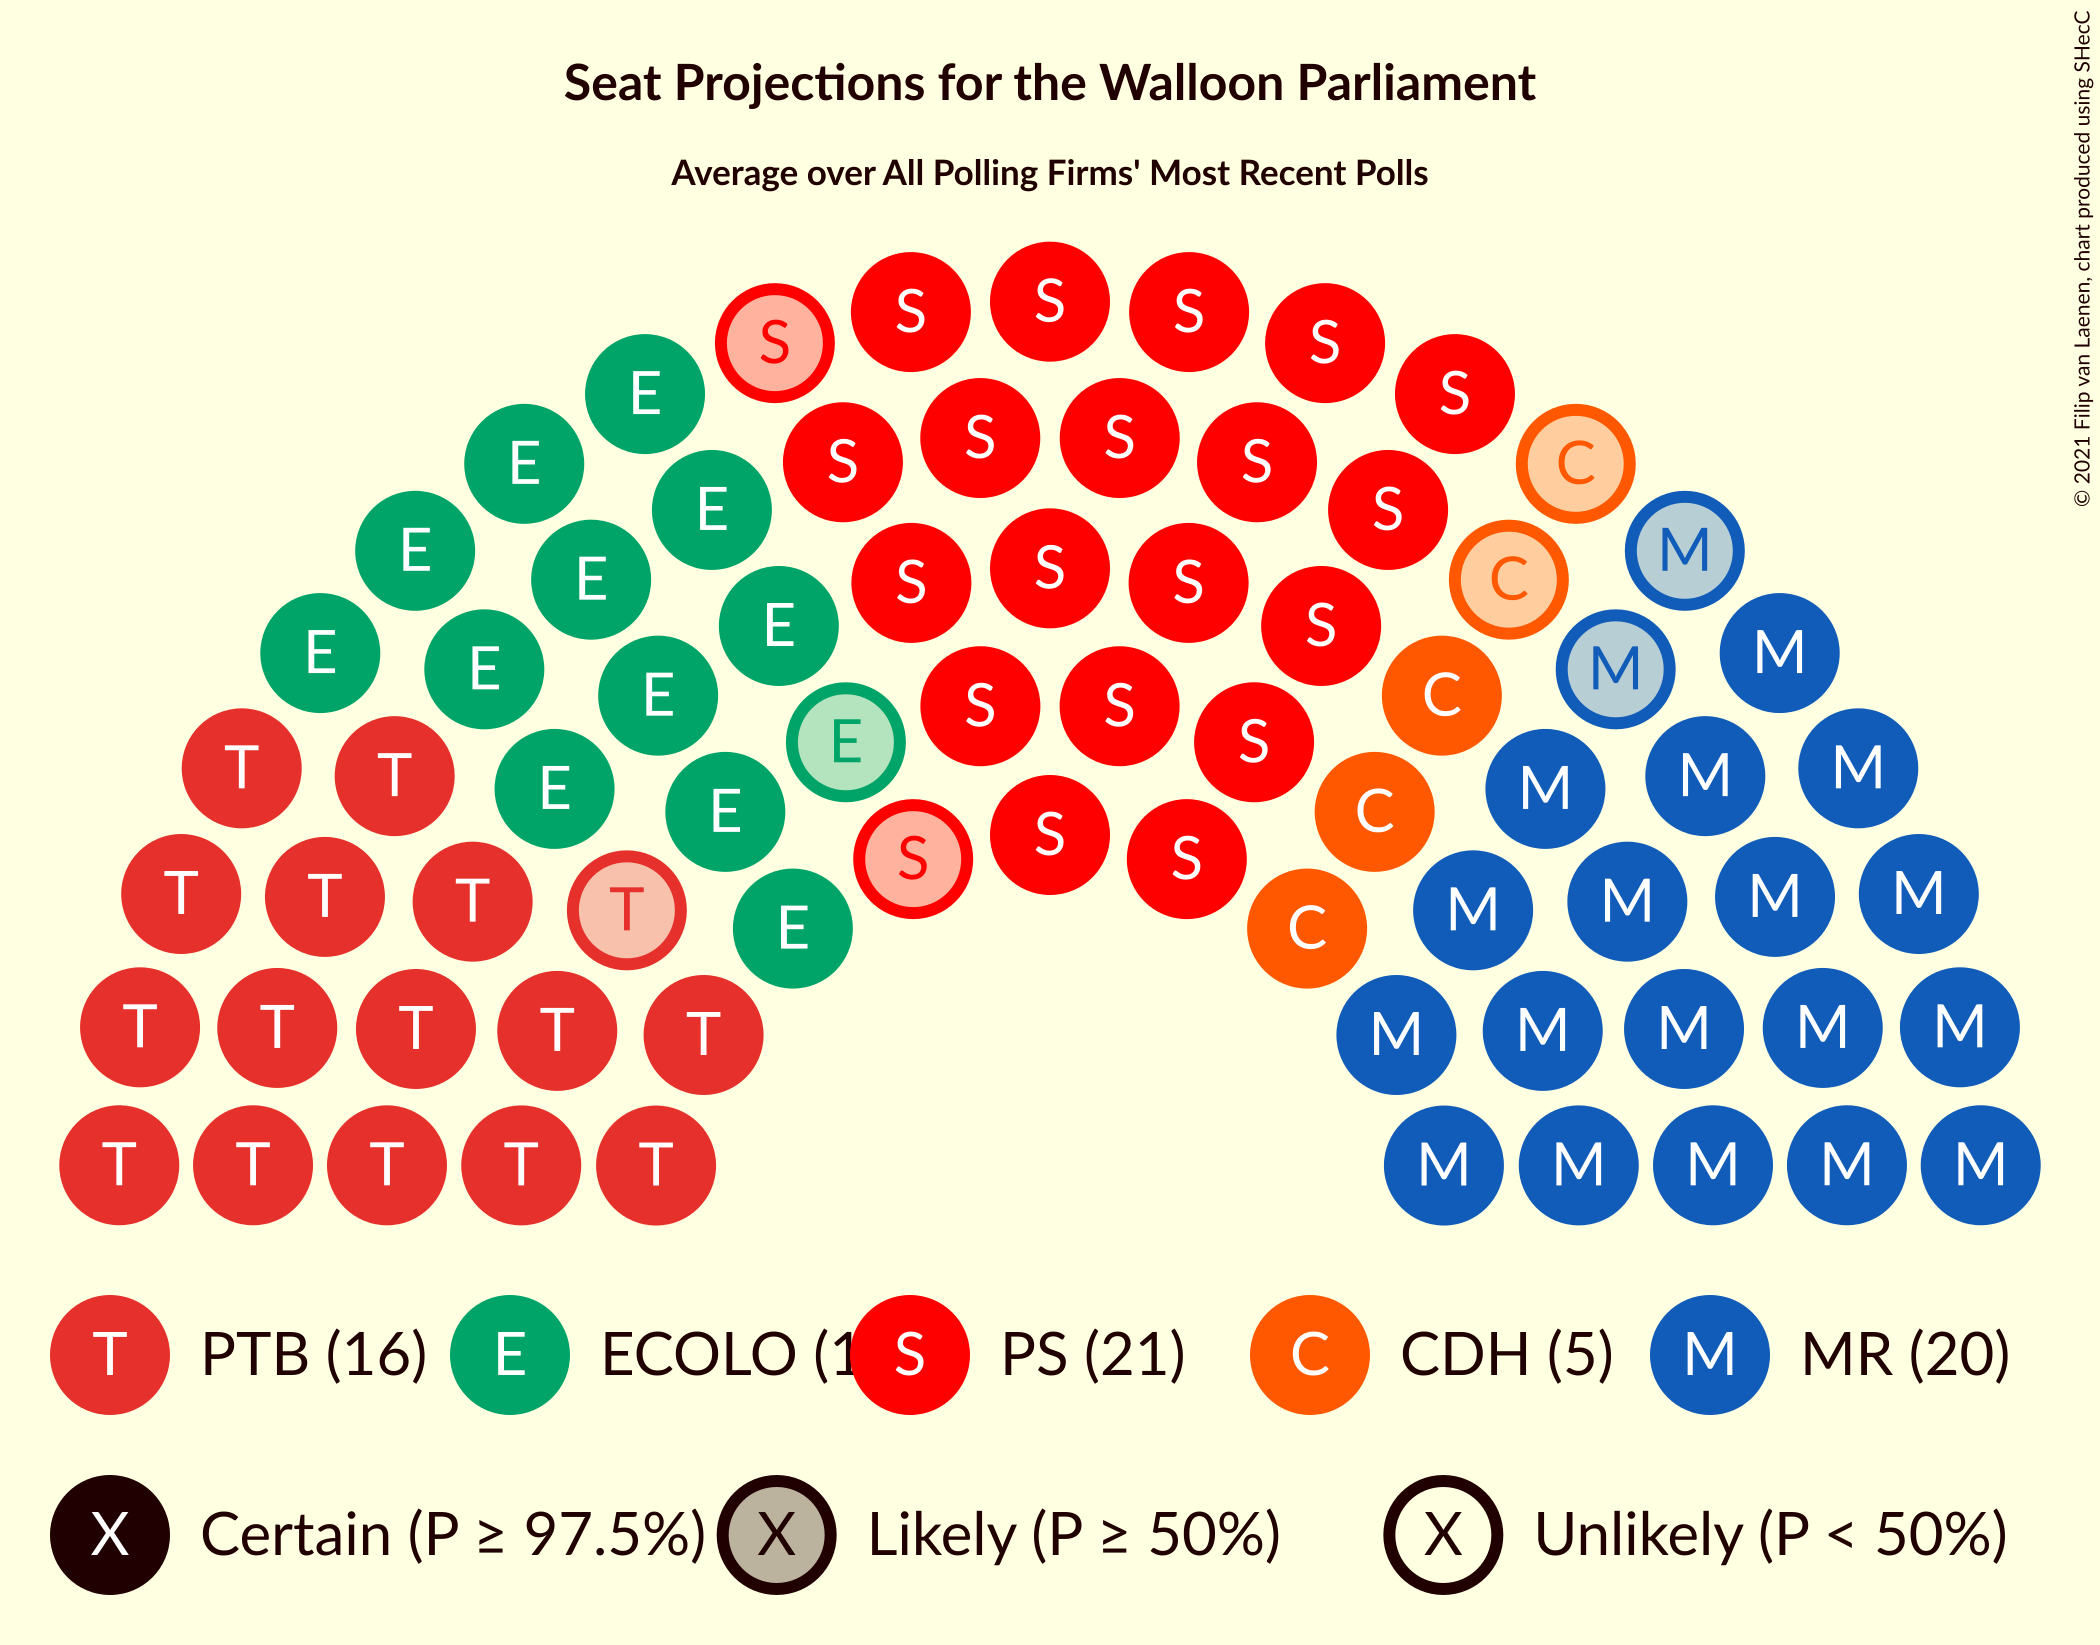 Seat Projections for the Walloon Parliament
Average over All Polling Firms' Most Recent Polls
© 2021 Filip van Laenen, chart produced using SHecC
S S S S S
E S
S S S S
E S C
E S
E E S S S M
E S C
E E S M M
E E C
T T E S S S M M M
E E C
T T T T S S S M M M M
E C
T T T T T M M M M M
T T T T T M M M M M
T PTB (16) E ECOLO (1 S PS (21) C CDH (5) M MR (20)
X Certain (P ≥ 97.5%) X Likely (P ≥ 50%) X Unlikely (P < 50%)